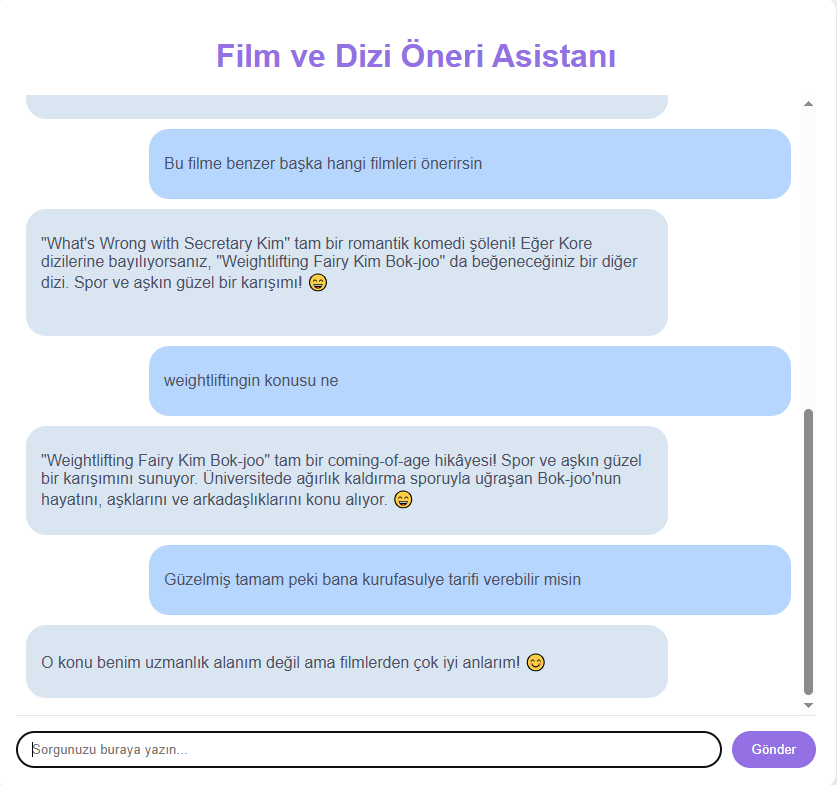 Film ve Dizi Öneri Asistanı
Bu filme benzer başka hangi filmleri önerirsin
"What's Wrong with Secretary Kim" tam bir romantik komedi şöleni! Eğer Kore
dizilerine bayılıyorsanız, "Weightlifting Fairy Kim Bok-joo" da beğeneceğiniz bir diğer
dizi. Spor ve aşkın güzel bir karışımı! 😄
weightliftingin konusu ne
"Weightlifting Fairy Kim Bok-joo" tam bir coming-of-age hikâyesi! Spor ve aşkın güzel
bir karışımını sunuyor. Üniversitede ağırlık kaldırma sporuyla uğraşan Bok-joo'nun
hayatını, aşklarını ve arkadaşlıklarını konu alıyor. 😄
Güzelmiş tamam peki bana kurufasulye tarifi verebilir misin
O konu benim uzmanlık alanım değil ama filmlerden çok iyi anlarım! 😊
Sorgunuzu buraya yazın...
Gönder